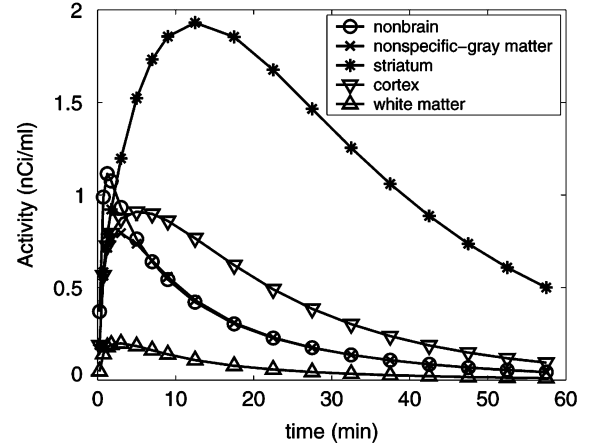 2
1.5
1
0.5
0
0 10 20 30 40 50 60
Activity (nCi/ml)
time (min)
nonbrain
nonspecific-gray matter
striatum
cortex
white matter